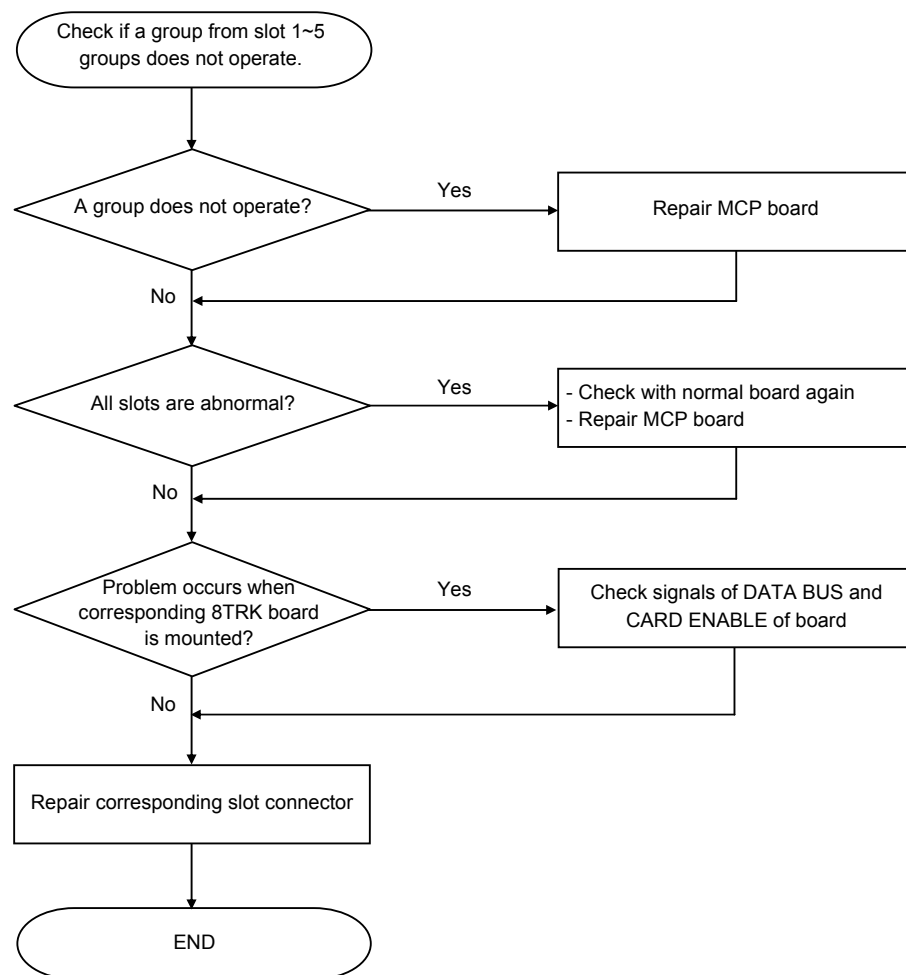 Check if a group from slot 1~5
groups does not operate.
A group does not operate?
Yes
Repair MCP board
No
All slots are abnormal?
Yes
- Check with normal board again
- Repair MCP board
No
Problem occurs when
corresponding 8TRK board
is mounted?
Yes
Check signals of DATA BUS and
CARD ENABLE of board
No
Repair corresponding slot connector
END